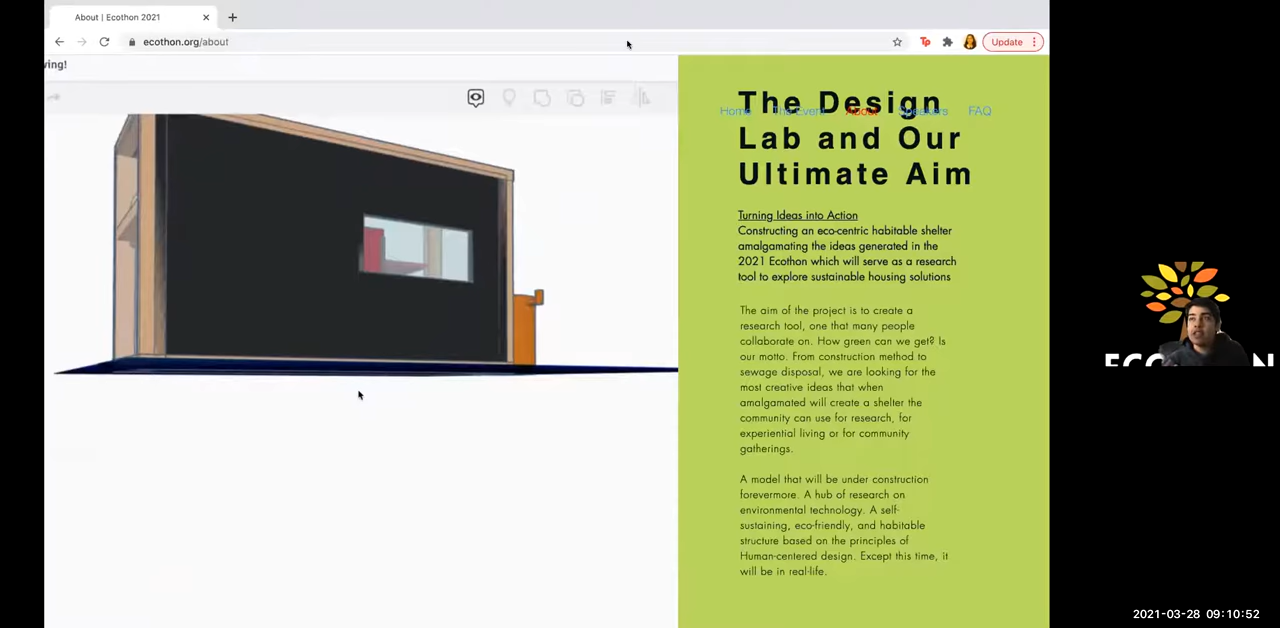 About | Ecothon 2021
ecothon.org/about
Update
ving!
Home The Event About Speakers FAQ
The Design
Lab and Our
Ultimate Aim
Turning Ideas into Action
Constructing an eco-centric habitable shelter
amalgamating the ideas generated in the
2021 Ecothon which will serve as a research
tool to explore sustainable housing solutions
The aim of the project is to create a
research tool, one that many people
collaborate on. How green can we get? Is
our motto. From construction method to
sewage disposal, we are looking for the
most creative ideas that when
amalgamated will create a shelter the
community can use for research, for
experiential living or for community
gatherings.
A model that will be under construction
forevermore. A hub of research on
environmental technology. A self-
sustaining, eco-friendly, and habitable
structure based on the principles of
Human-centered design. Except this time, it
will be in real-life.
2021-03-28 09:10:52